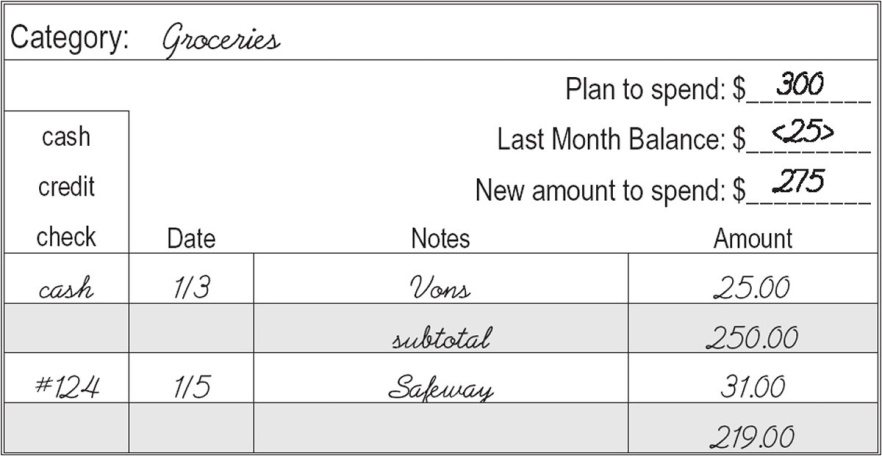 Category: Groceries
Plan to spend: $ 300
cash
Last Month Balance: $ <25>
credit
New amount to spend: $ 275
check Date Notes Amount
cash 1/3 Vons 25.00
subtotal 250.00
#124 1/5 Safeway 31.00
219.00